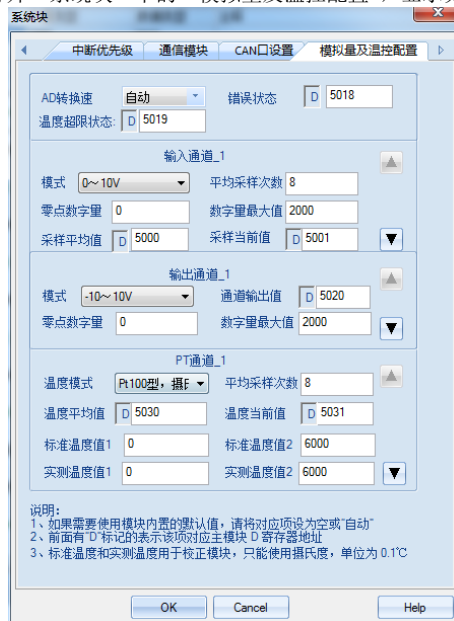 系统块
中断优先级 通信模块 CAN口设置 模拟量及温控配置
AD转换速 自动 错误状态 D 5018
温度超限状态: D 5019
输入通道_1
模式 0~10V 平均采样次数 8
零点数字量 0 数字量最大值 2000
采样平均值 D 5000 采样当前值 D 5001
输出通道_1
模式 -10~10V 通道输出值 D 5020
零点数字量 0 数字量最大值 2000
PT通道_1
温度模式 Pt100型，摄 平均采样次数 8
温度平均值 D 5030 温度当前值 D 5031
标准温度值1 0 标准温度值2 6000
实测温度值1 0 实测温度值2 6000
说明:
1、如果需要使用模块内置的默认值，请将对应项设为空或"自动"
2、前面有"D"标记的表示该项对应主模块 D 寄存器地址
3、标准温度和实测温度用于校正模块，只能使用摄氏度，单位为 0.1℃
OK Cancel Help